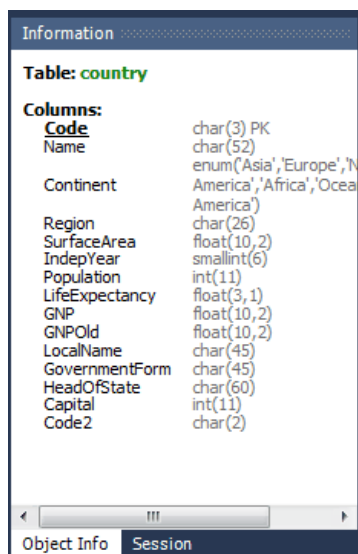 Information
Table: country
Columns:
Code char(3) PK
Name char(52)
enum('Asia','Europe','N
Continent America','Africa','Ocea
America')
Region char(26)
SurfaceArea float(10,2)
IndepYear smallint(6)
Population int(11)
LifeExpectancy float(3,1)
GNP float(10,2)
GNPOld float(10,2)
LocalName char(45)
GovernmentForm char(45)
HeadOfState char(60)
Capital int(11)
Code2 char(2)
Object Info Session